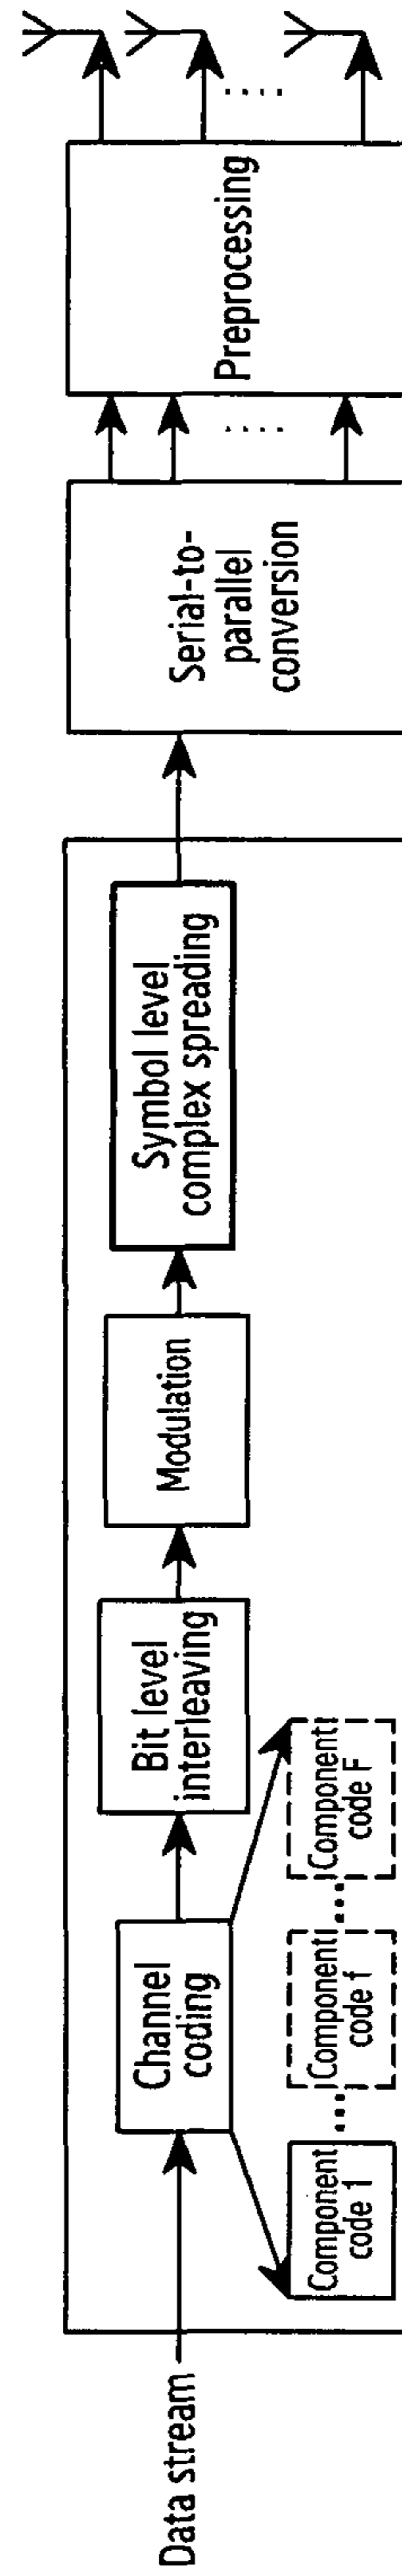 Data stream
Channel
coding
Component
code 1
...
Component
code f
...
Component
code F
Bit level
interleaving
Modulation
Symbol level
complex spreading
Serial-to-
parallel
conversion
....
Preprocessing
....